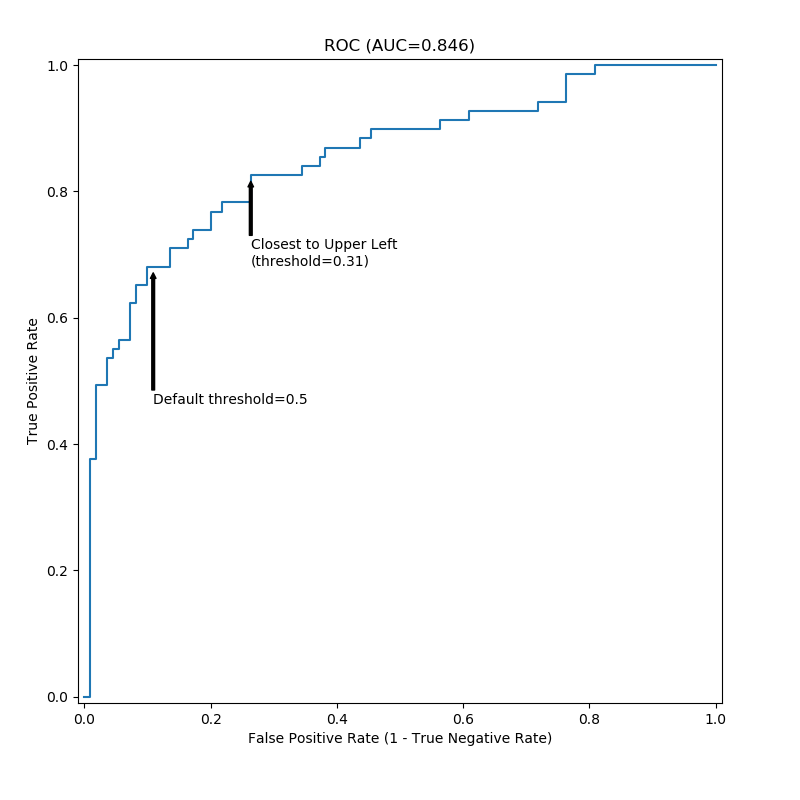 ROC (AUC=0.846)
1.0
0.8
0.6
0.4
0.2
0.0
True Positive Rate
Closest to Upper Left
(threshold=0.31)
Default threshold=0.5
0.0 0.2 0.4 0.6 0.8 1.0
False Positive Rate (1 - True Negative Rate)